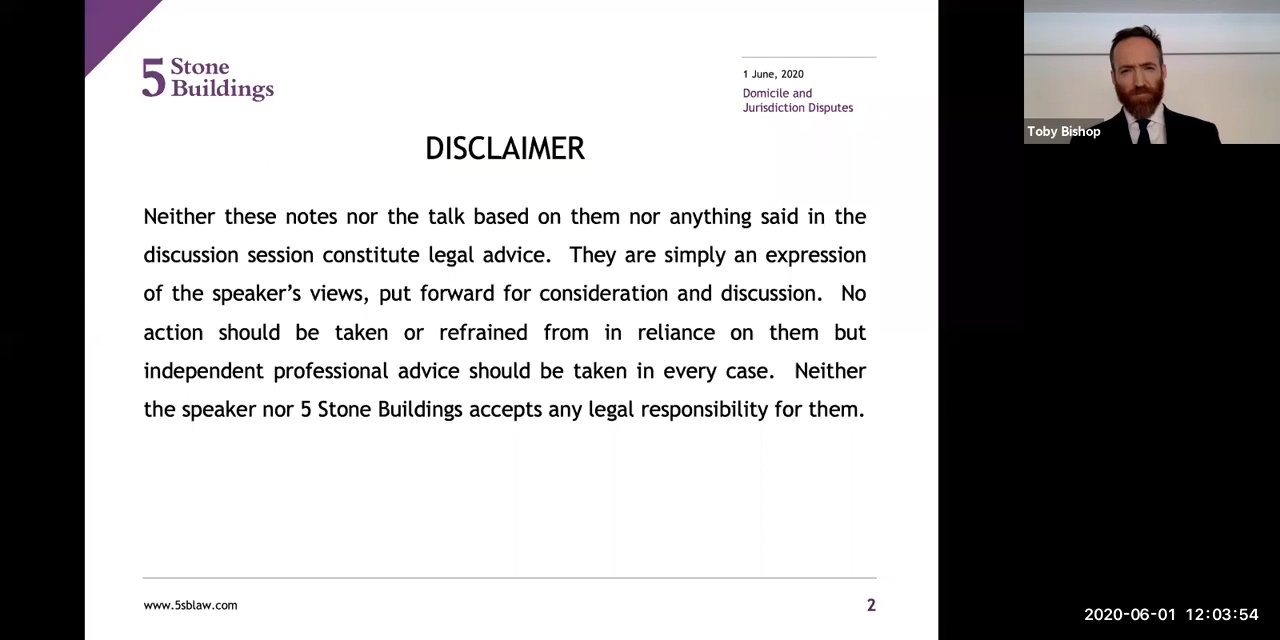 5 Stone
Buildings
1 June, 2020
Domicile and
Jurisdiction Disputes
DISCLAIMER
Neither these notes nor the talk based on them nor anything said in the
discussion session constitute legal advice. They are simply an expression
of the speaker’s views, put forward for consideration and discussion. No
action should be taken or refrained from in reliance on them but
independent professional advice should be taken in every case. Neither
the speaker nor 5 Stone Buildings accepts any legal responsibility for them.
www.5sblaw.com
2
Toby Bishop
2020-06-01 12:03:54